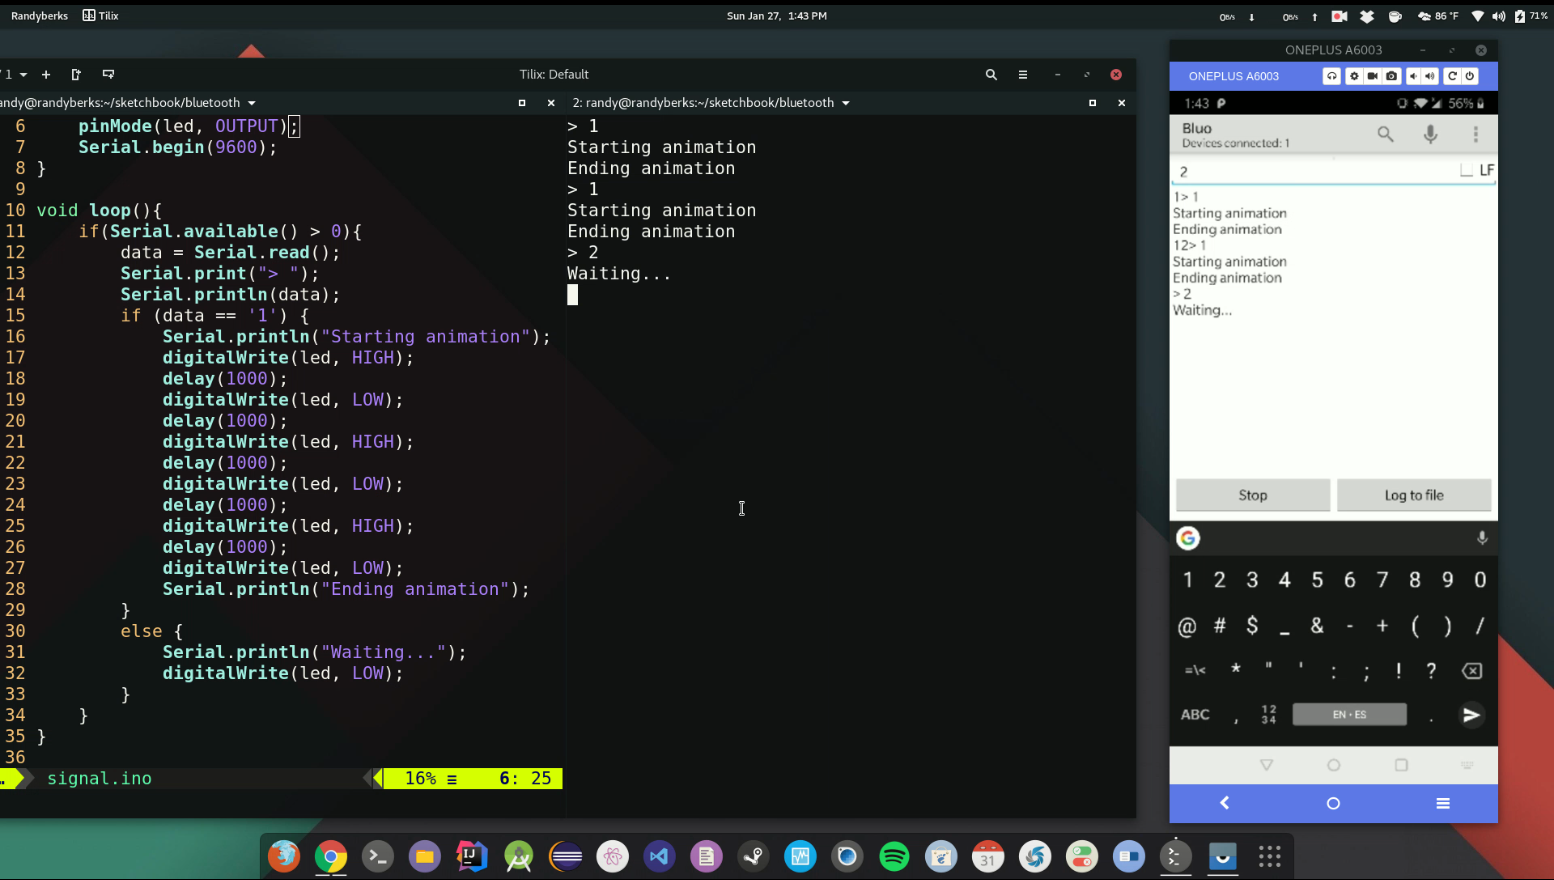 Randyberks
Tilix
Sun Jan 27, 1:43 PM
86 °F
71%
1
Tilix: Default
andy@randyberks:~/sketchbook/bluetooth
2: randy@randyberks:~/sketchbook/bluetooth
6 pinMode(led, OUTPUT);
7 Serial.begin(9600);
8 }
9
10 void loop(){
11 if(Serial.available() > 0){
12 data = Serial.read();
13 Serial.print("> ");
14 Serial.println(data);
15 if (data == '1') {
16 Serial.println("Starting animation");
17 digitalWrite(led, HIGH);
18 delay(1000);
19 digitalWrite(led, LOW);
20 delay(1000);
21 digitalWrite(led, HIGH);
22 delay(1000);
23 digitalWrite(led, LOW);
24 delay(1000);
25 digitalWrite(led, HIGH);
26 delay(1000);
27 digitalWrite(led, LOW);
28 Serial.println("Ending animation");
29 }
30 else {
31 Serial.println("Waiting...");
32 digitalWrite(led, LOW);
33 }
34 }
35 }
36
signal.ino 16% ≡ 6: 25
> 1
Starting animation
Ending animation
> 1
Starting animation
Ending animation
> 2
Waiting...
ONEPLUS A6003
ONEPLUS A6003
1:43
56%
Bluo
Devices connected: 1
2
LF
1> 1
Starting animation
Ending animation
12> 1
Starting animation
Ending animation
> 2
Waiting...
Stop
Log to file
1 2 3 4 5 6 7 8 9 0
@ # $ _ & - + ( ) /
=\< * " ' : ; ! ?
ABC , 12 34 EN • ES .
31